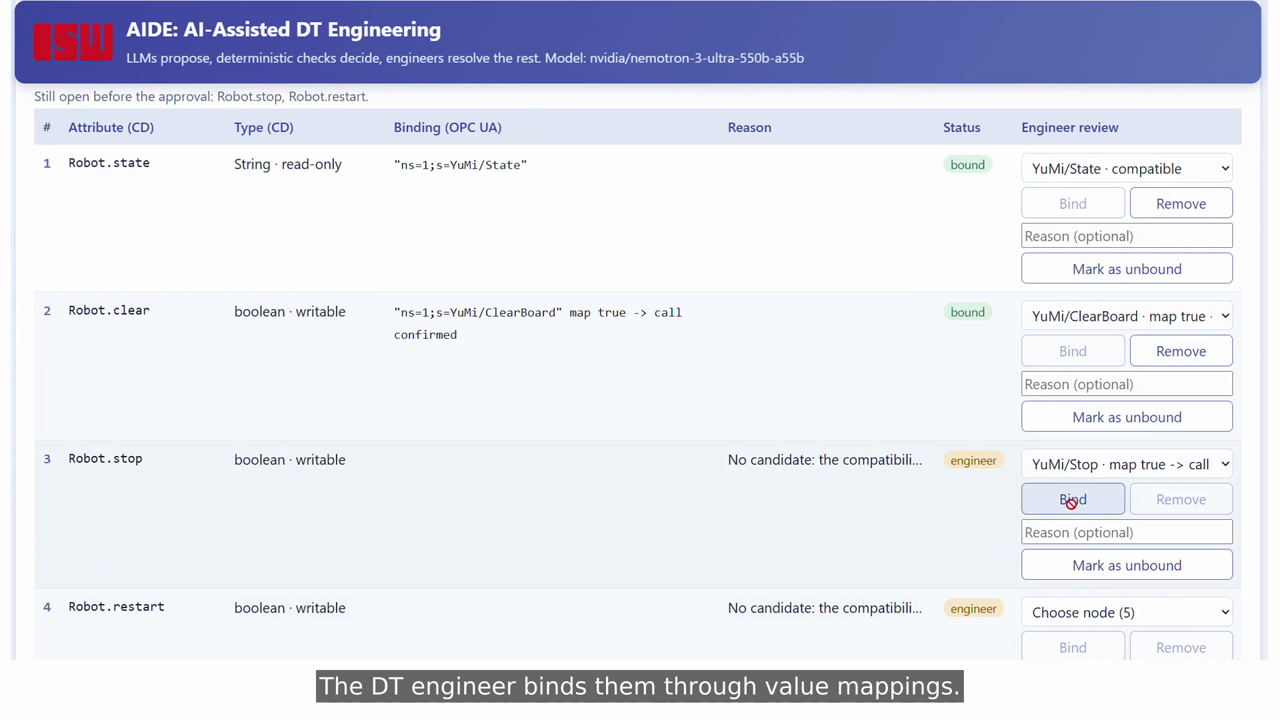 ISW
AIDE: AI-Assisted DT Engineering
LLMs propose, deterministic checks decide, engineers resolve the rest. Model: nvidia/nemotron-3-ultra-550b-a55b
Still open before the approval: Robot.stop, Robot.restart.
# Attribute (CD) Type (CD) Binding (OPC UA) Reason Status Engineer review
1 Robot.state String · read-only "ns=1;s=YuMi/State" bound YuMi/State · compatible
Bind Remove
Reason (optional)
Mark as unbound
2 Robot.clear boolean · writable "ns=1;s=YuMi/ClearBoard" map true -> call bound YuMi/ClearBoard · map true ·
confirmed
Bind Remove
Reason (optional)
Mark as unbound
3 Robot.stop boolean · writable No candidate: the compatibili... engineer YuMi/Stop · map true -> call
Bind Remove
Reason (optional)
Mark as unbound
4 Robot.restart boolean · writable No candidate: the compatibili... engineer Choose node (5)
Bind Remove
The DT engineer binds them through value mappings.